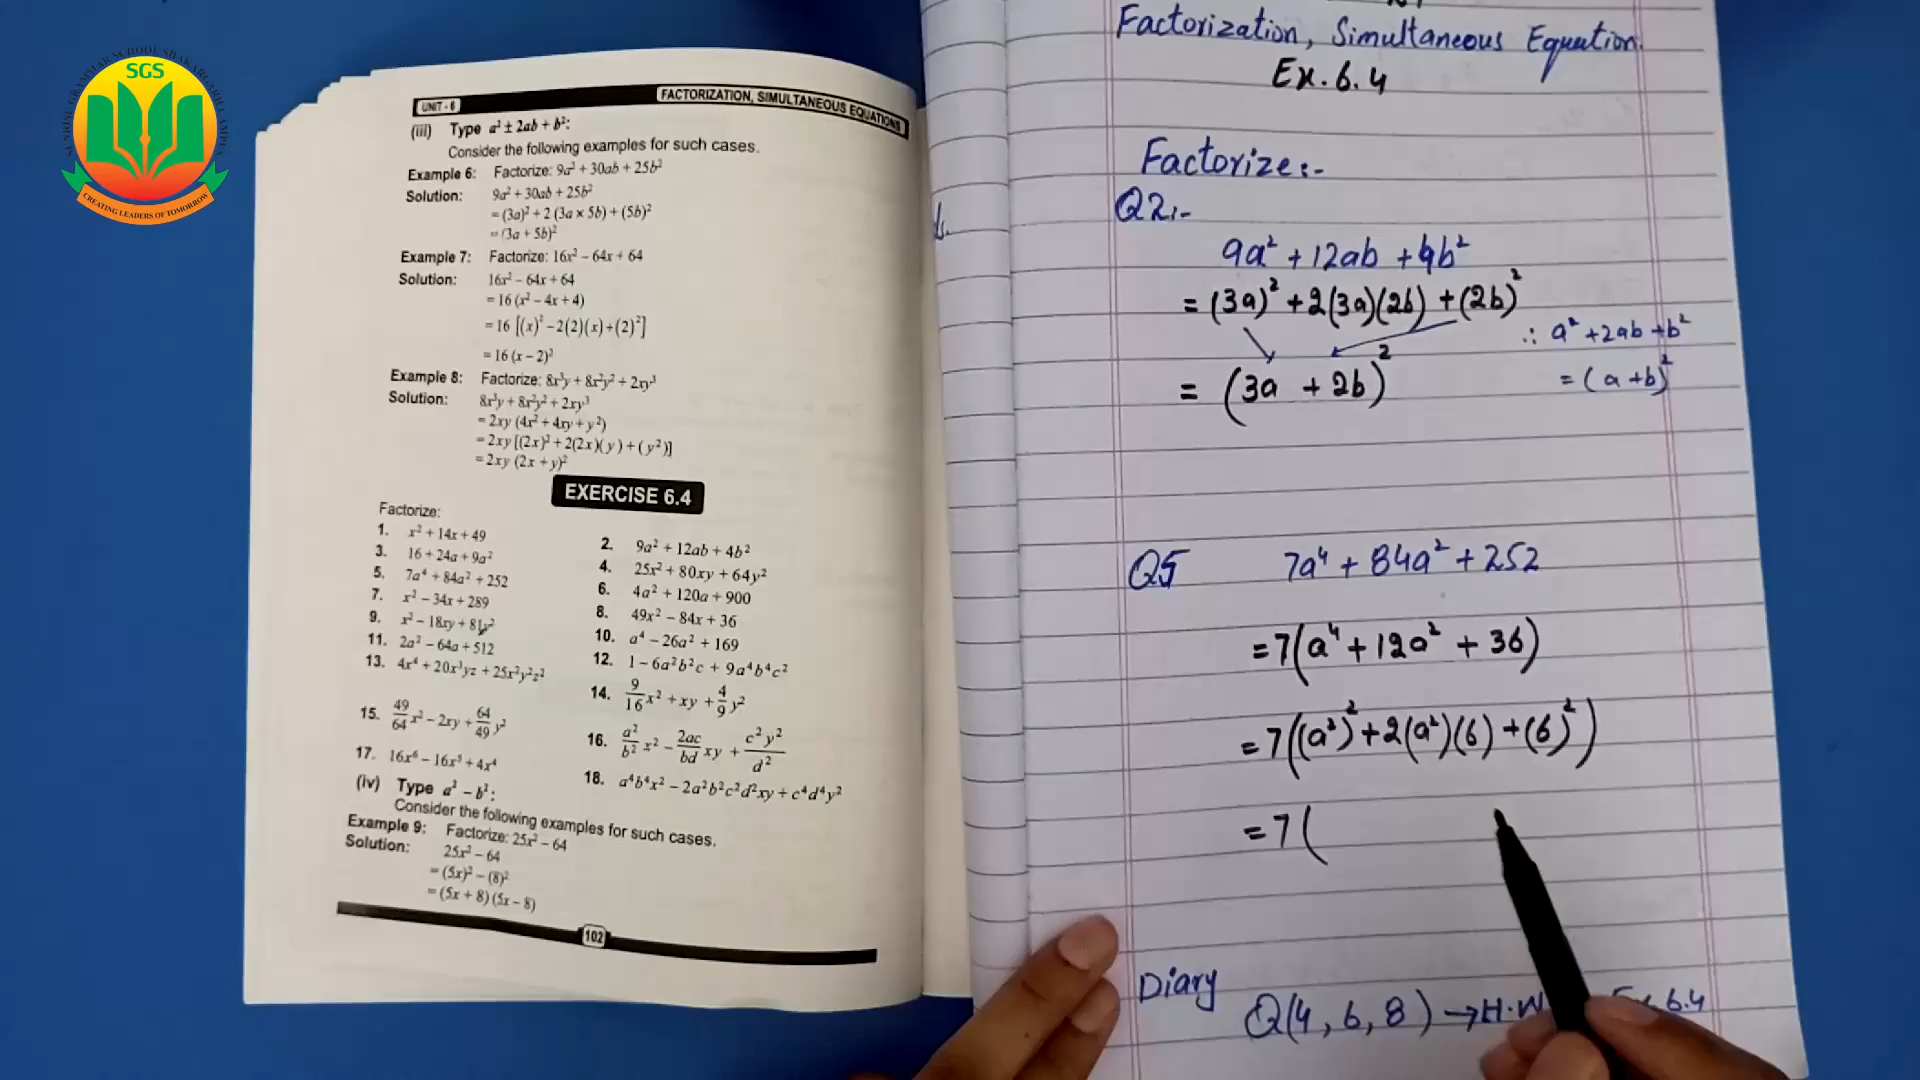 SUNRISE GRAMMAR SCHOOL SHAKARGARH CAMPUS
SGS
CREATING LEADERS OF TOMORROW
UNIT - 6
FACTORIZATION, SIMULTANEOUS EQUATIONS
(iii) Type a² ± 2ab + b²:
Consider the following examples for such cases.
Example 6: Factorize: 9a² + 30ab + 25b²
Solution: 9a² + 30ab + 25b²
= (3a)² + 2 (3a × 5b) + (5b)²
= (3a + 5b)²
Example 7: Factorize: 16x² – 64x + 64
Solution: 16x² – 64x + 64
= 16 (x² – 4x + 4)
= 16 [(x)² – 2(2)(x) + (2)²]
= 16 (x – 2)²
Example 8: Factorize: 8x³y + 8x²y² + 2xy³
Solution: 8x³y + 8x²y² + 2xy³
= 2xy (4x² + 4xy + y²)
= 2xy [(2x)² + 2(2x)(y) + (y²)]
= 2xy (2x + y)²
EXERCISE 6.4
Factorize:
1. x² + 14x + 49
2. 9a² + 12ab + 4b²
3. 16 + 24a + 9a²
4. 25x² + 80xy + 64y²
5. 7a⁴ + 84a² + 252
6. 4a² + 120a + 900
7. x² – 34x + 289
8. 49x² – 84x + 36
9. x² – 18xy + 81y²
10. a⁴ – 26a² + 169
11. 2a² – 64a + 512
12. 1 – 6a²b²c + 9a⁴b⁴c²
13. 4x⁴ + 20x³yz + 25x²y²z²
14. 9/16 x² + xy + 4/9 y²
15. 49/64 x² – 2xy + 64/49 y²
16. a²/b² x² – 2ac/bd xy + c²y²/d²
17. 16x⁶ – 16x⁵ + 4x⁴
18. a⁴b⁴x² – 2a²b²c²d²xy + c⁴d⁴y²
(iv) Type a² – b²:
Consider the following examples for such cases.
Example 9: Factorize: 25x² – 64
Solution: 25x² – 64
= (5x)² – (8)²
= (5x + 8) (5x – 8)
102
Factorization, Simultaneous Equation.
Ex. 6.4
Factorize:-
Q2:-
9a² + 12ab + 4b²
= (3a)² + 2(3a)(2b) + (2b)²
∴ a² + 2ab + b²
= (3a + 2b)²
= (a + b)²
Q5 7a⁴ + 84a² + 252
= 7(a⁴ + 12a² + 36)
= 7((a²)² + 2(a²)(6) + (6)²)
= 7(
Diary
Q(4, 6, 8) → H.W 6.4